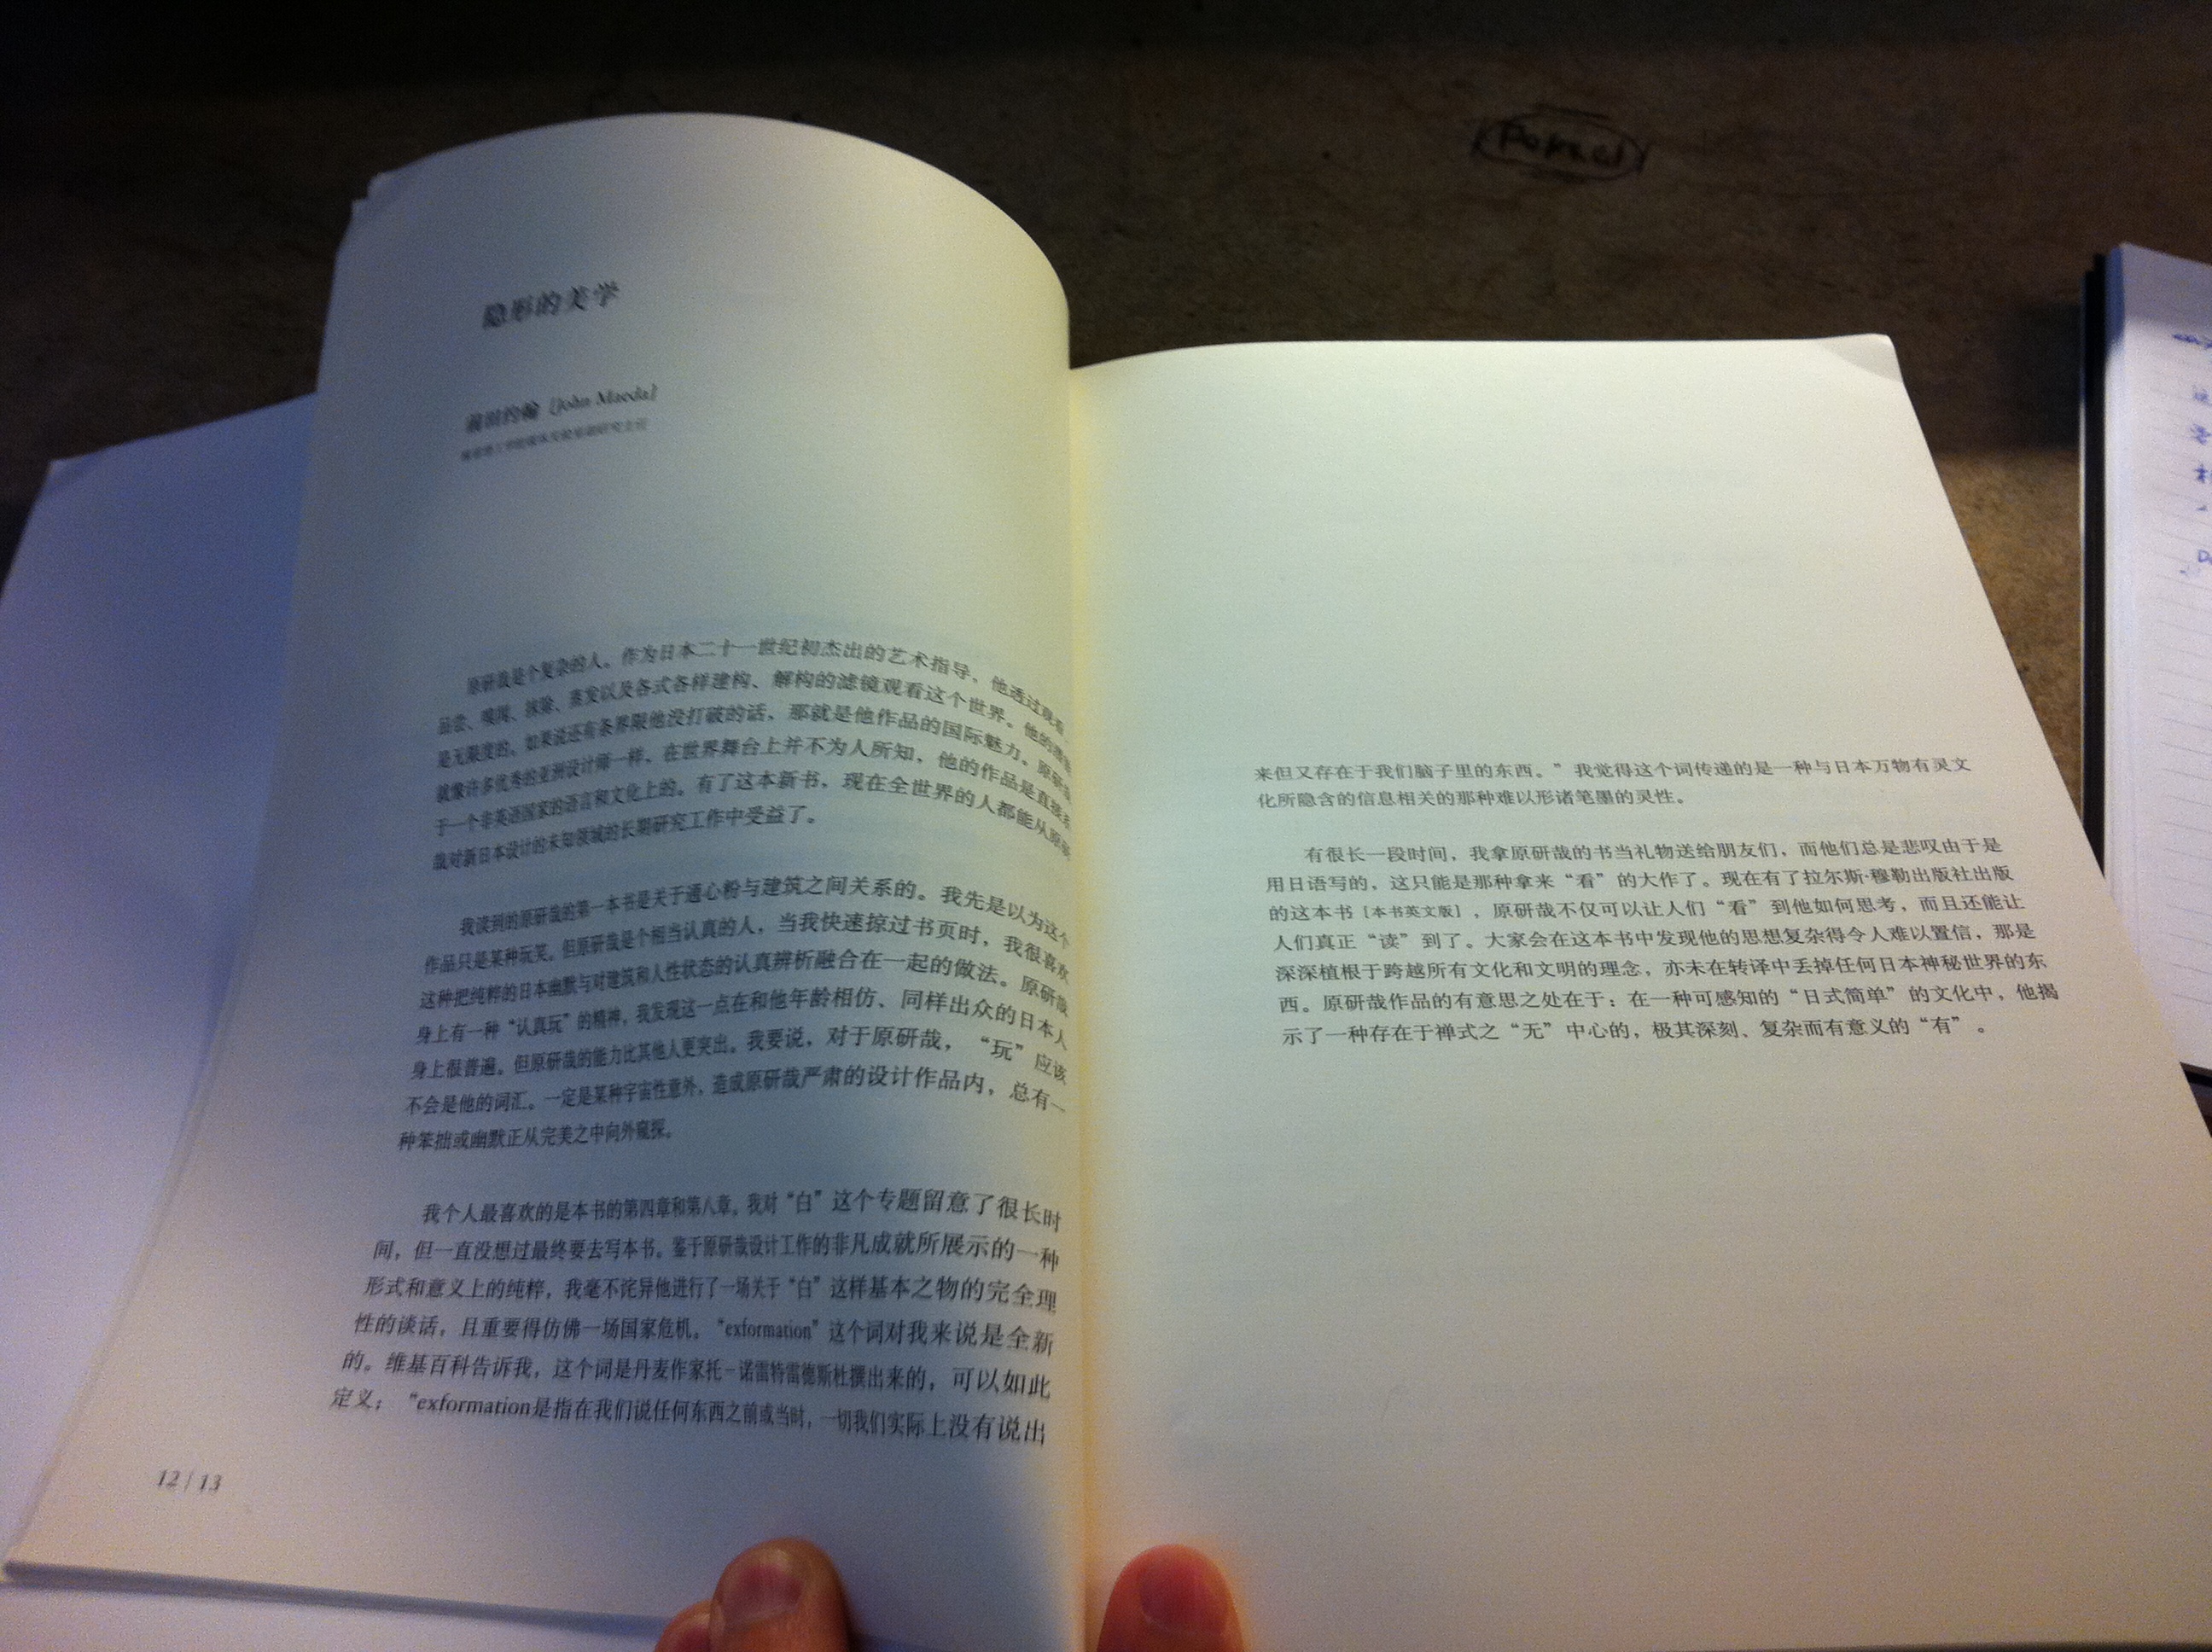 隐形的美学
前田约翰 [John Maeda]
原研哉是个复杂的人。作为日本二十一世纪初杰出的艺术指导，他透过观看、
品尝、嗅闻、抹除、蒸发以及各式各样建构、解构的滤镜观看这个世界。他的
是无限度的。如果说还有条界限他没打破的话，那就是他作品的国际魅力。原研哉
就像许多优秀的亚洲设计师一样，在世界舞台上并不为人所知，他的作品是直接
于一个非英语国家的语言和文化上的。有了这本新书，现在全世界的人都能从原研
哉对新日本设计的未知领域的长期研究工作中受益了。
我读到的原研哉的第一本书是关于通心粉与建筑之间关系的。我先是以为这个
作品只是某种玩笑。但原研哉是个相当认真的人，当我快速掠过书页时，我很喜欢
这种把纯粹的日本幽默与对建筑和人性状态的认真辨析融合在一起的做法。原研哉
身上有一种“认真玩”的精神，我发现这一点在和他年龄相仿、同样出众的日本人
身上很普遍。但原研哉的能力比其他人更突出。我要说，对于原研哉，“玩”应该
不会是他的词汇。一定是某种宇宙性意外，造成原研哉严肃的设计作品内，总有一
种笨拙或幽默正从完美之中向外窥探。
我个人最喜欢的是本书的第四章和第八章。我对“白”这个专题留意了很长时
间，但一直没想过最终要去写本书。鉴于原研哉设计工作的非凡成就所展示的一种
形式和意义上的纯粹，我毫不诧异他进行了一场关于“白”这样基本之物的完全理
性的谈话，且重要得仿佛一场国家危机。“exformation”这个词对我来说是全新
的。维基百科告诉我，这个词是丹麦作家托－诺雷特雷德斯杜撰出来的，可以如此
定义：“exformation是指在我们说任何东西之前或当时，一切我们实际上没有说出
12 / 13
来但又存在于我们脑子里的东西。”我觉得这个词传递的是一种与日本万物有灵文
化所隐含的信息相关的那种难以形诸笔墨的灵性。
有很长一段时间，我拿原研哉的书当礼物送给朋友们，而他们总是悲叹由于是
用日语写的，这只能是那种拿来“看”的大作了。现在有了拉尔斯·穆勒出版社出版
的这本书 [本书英文版]，原研哉不仅可以让人们“看”到他如何思考，而且还能让
人们真正“读”到了。大家会在这本书中发现他的思想复杂得令人难以置信，那是
深深植根于跨越所有文化和文明的理念，亦未在转译中丢掉任何日本神秘世界的东
西。原研哉作品的有意思之处在于：在一种可感知的“日式简单”的文化中，他揭
示了一种存在于禅式之“无”中心的，极其深刻、复杂而有意义的“有”。